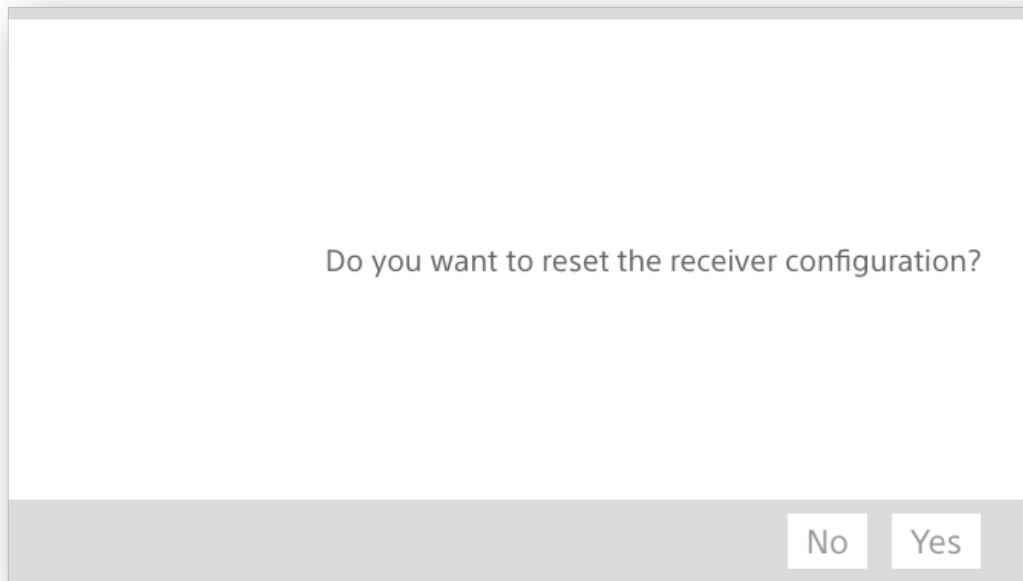 Do you want to reset the receiver configuration?
No Yes